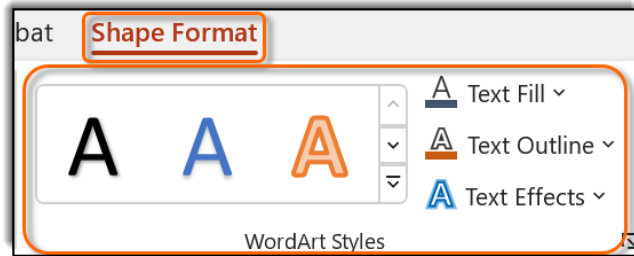 bat Shape Format
A A A
A Text Fill
A Text Outline
A Text Effects
WordArt Styles